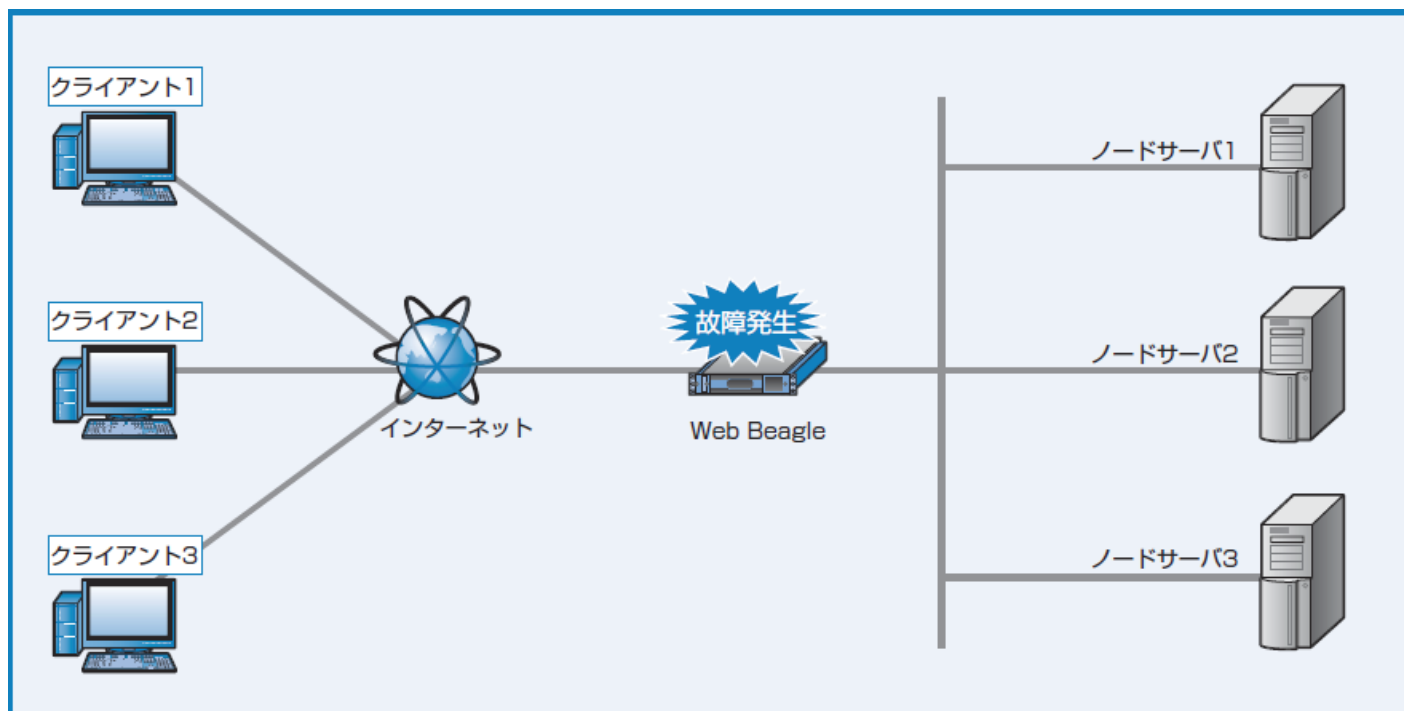 クライアント1
ノードサーバ1
クライアント2
故障発生
ノードサーバ2
インターネット
Web Beagle
クライアント3
ノードサーバ3